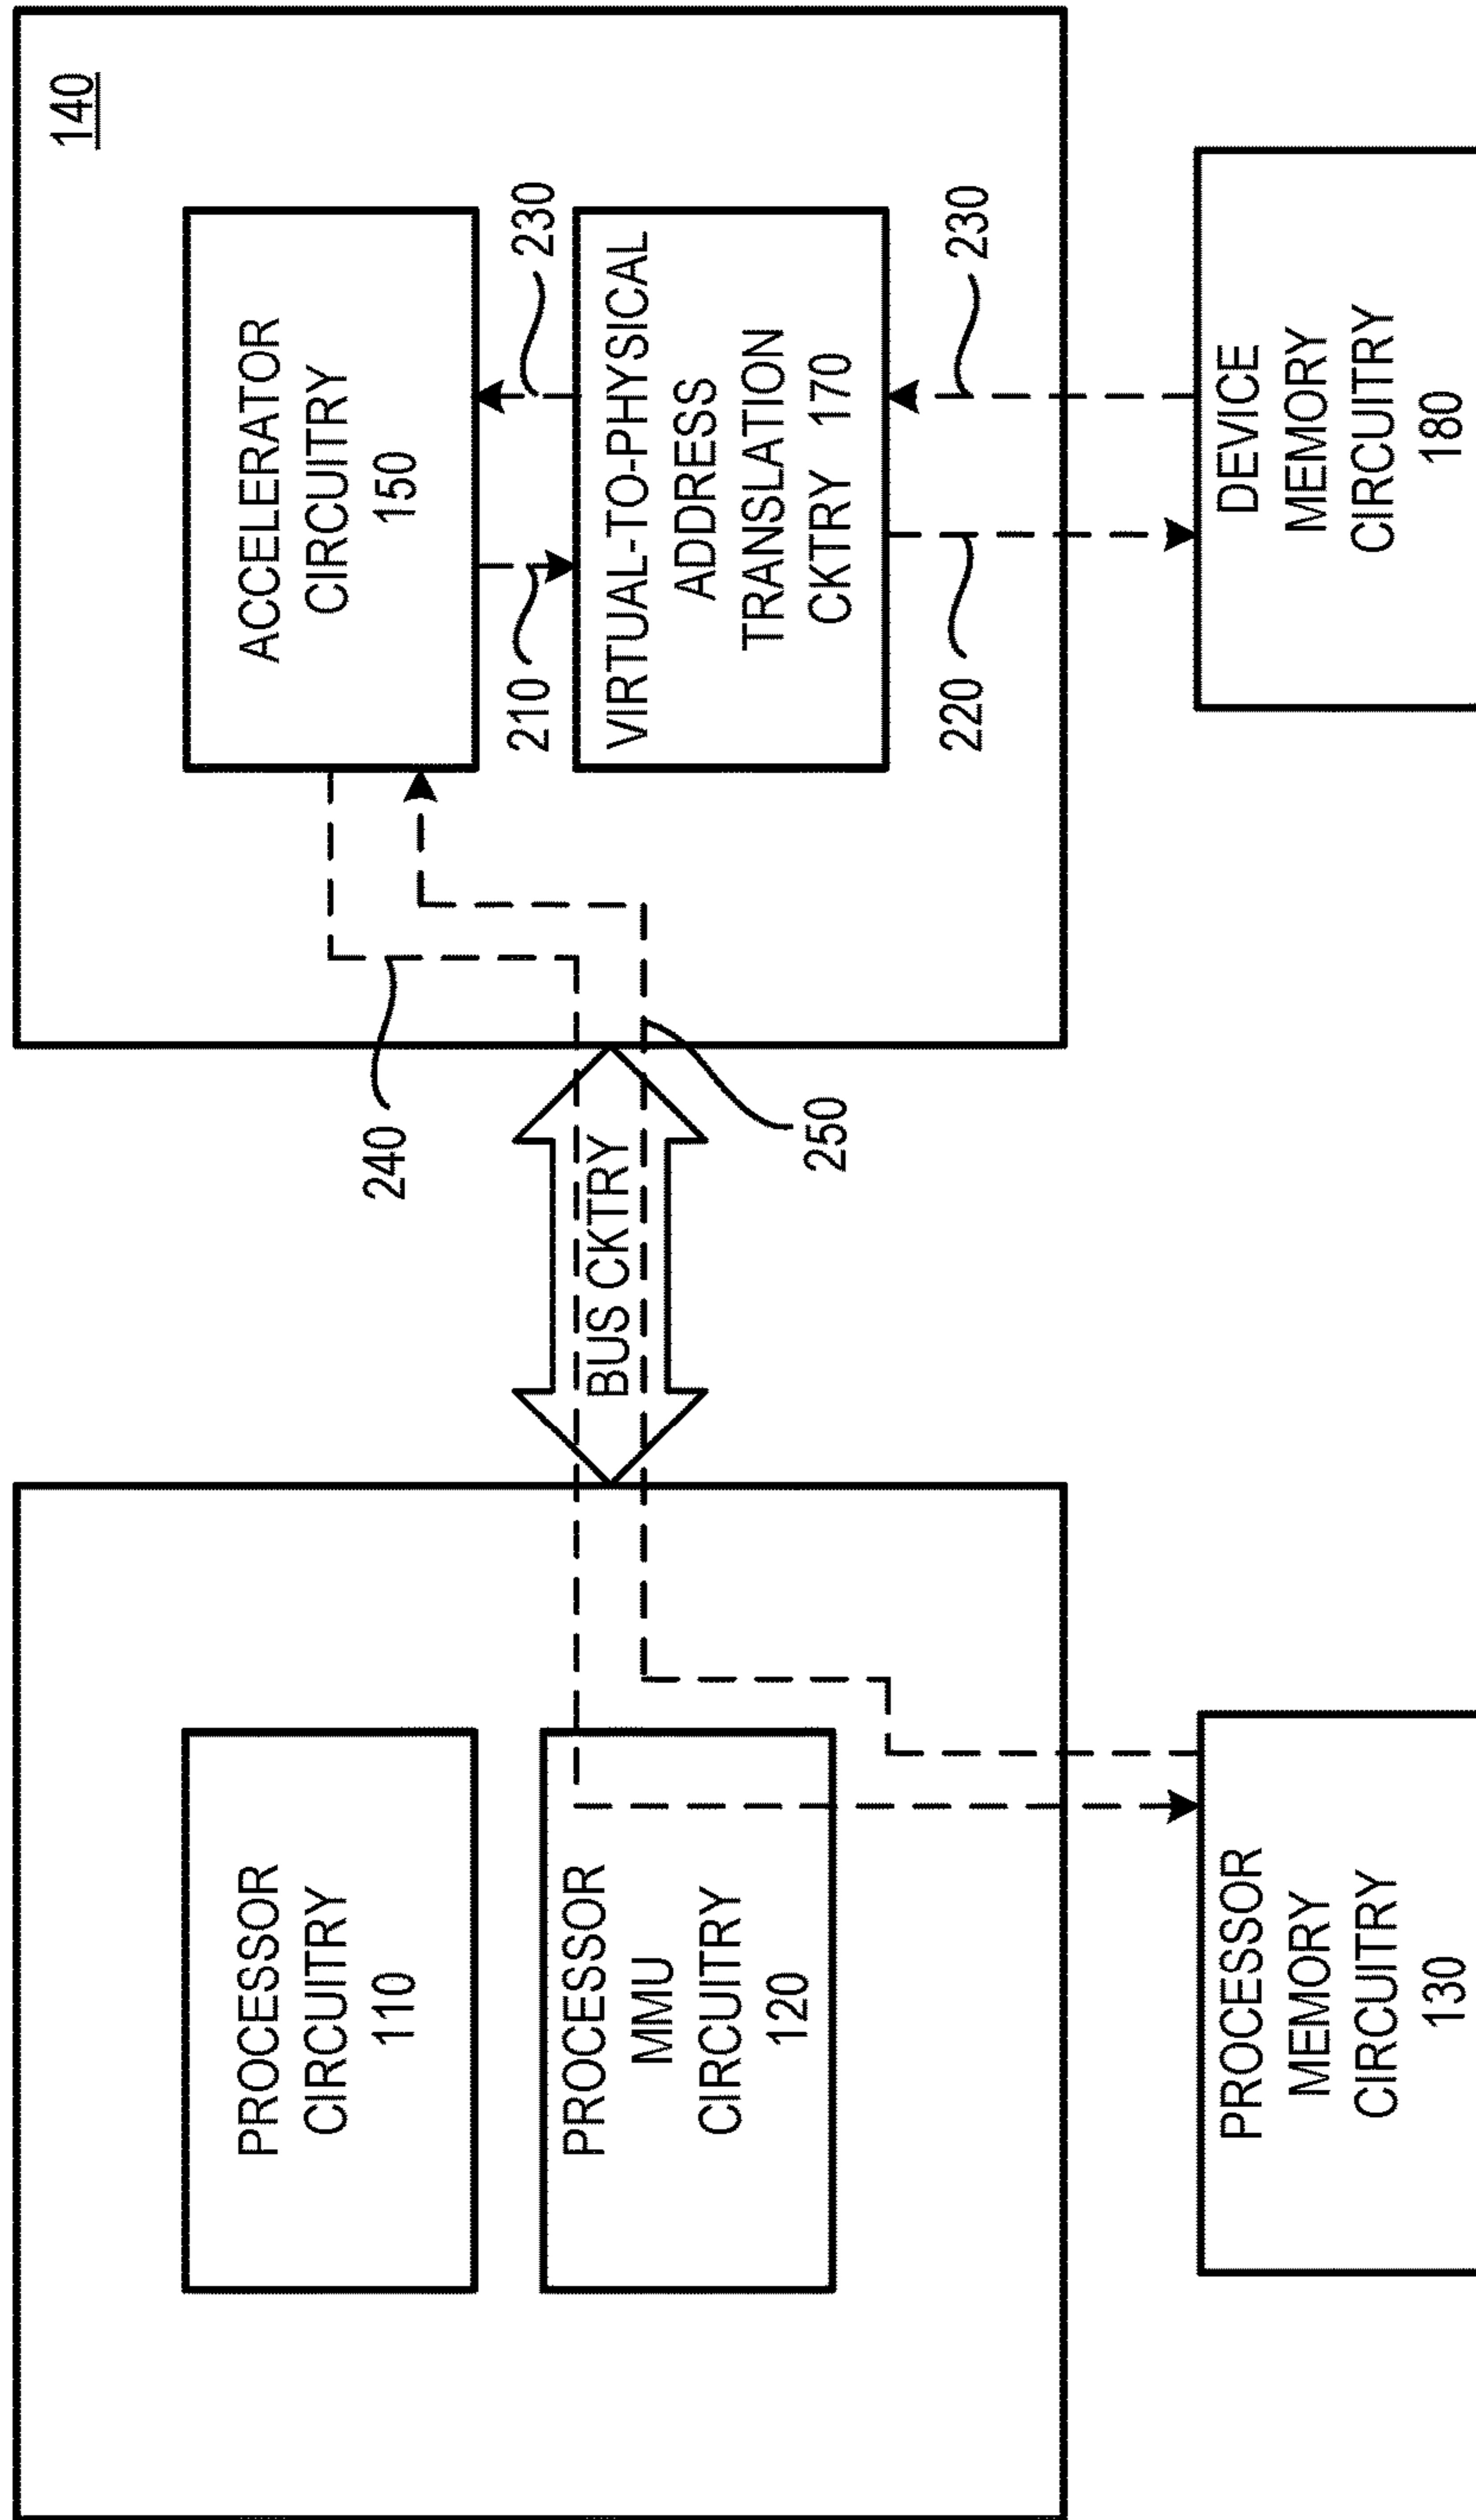 PROCESSOR
CIRCUITRY
110
PROCESSOR
MMU
CIRCUITRY
120
PROCESSOR
MEMORY
CIRCUITRY
130
240
BUS CKTRY
250
140
ACCELERATOR
CIRCUITRY
150
210
230
VIRTUAL-TO-PHYSICAL
ADDRESS
TRANSLATION
CKTRY 170
220
230
DEVICE
MEMORY
CIRCUITRY
180